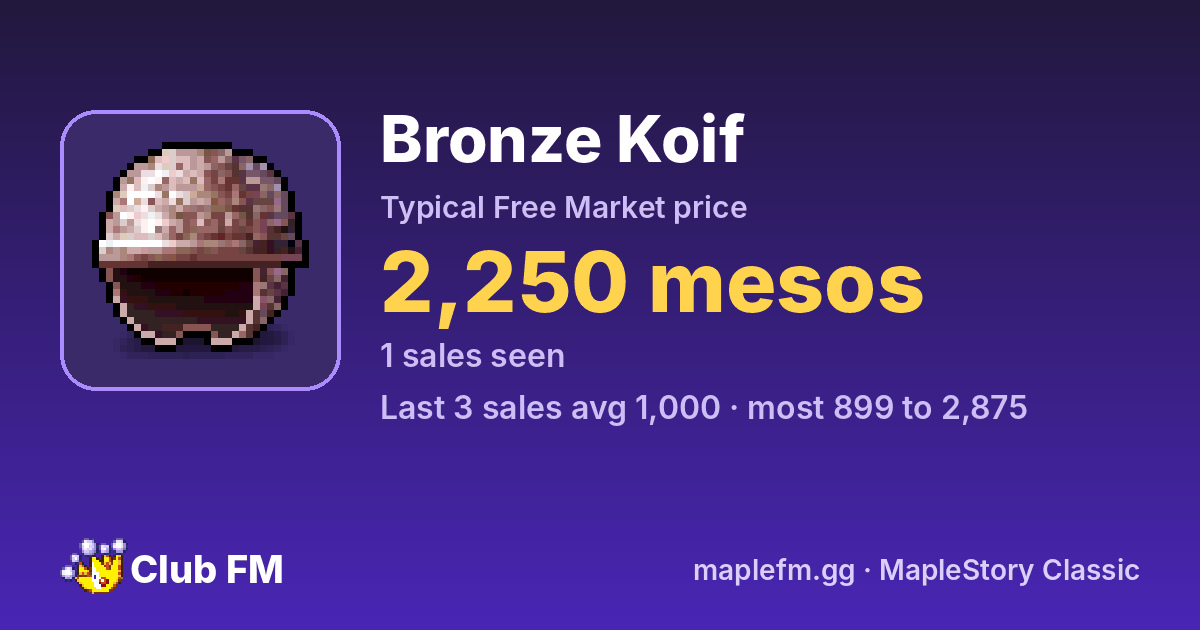 Bronze Koif
Typical Free Market price
2,250 mesos
1 sales seen
Last 3 sales avg 1,000 · most 899 to 2,875
Club FM
maplefm.gg · MapleStory Classic